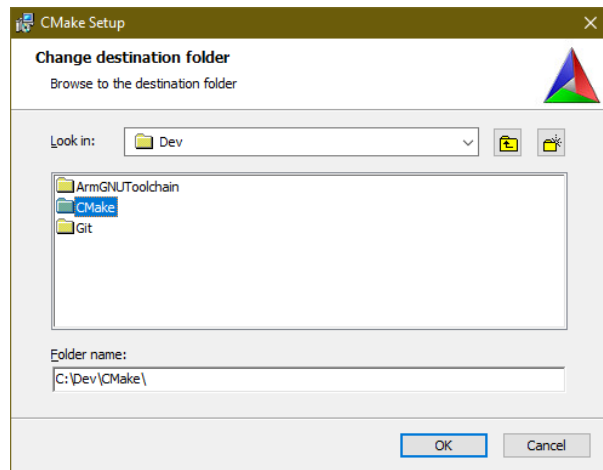 CMake Setup
Change destination folder
Browse to the destination folder
Look in:
Dev
ArmGNUToolchain
CMake
Git
Folder name:
C:\Dev\CMake\
OK
Cancel